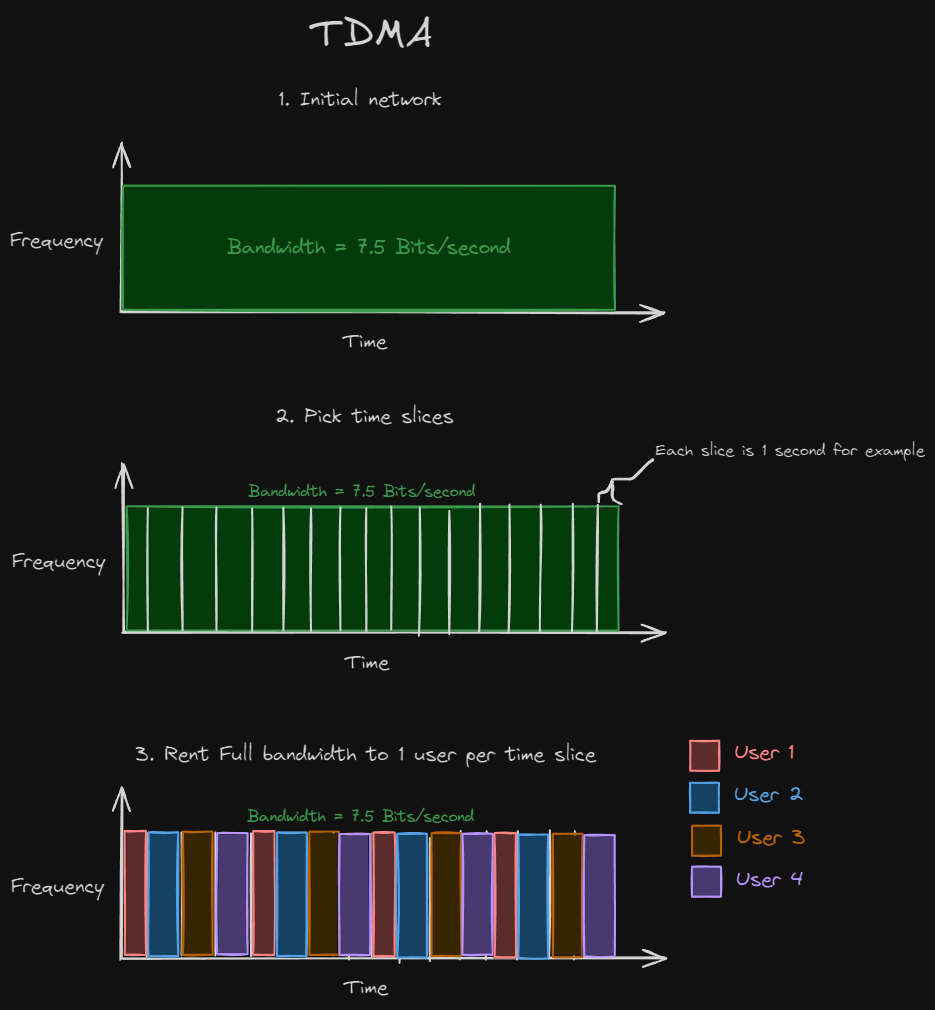 TDMA
1. Initial network
Frequency
Bandwidth = 7.5 Bits/second
Time
2. Pick time slices
Each slice is 1 second for example
Bandwidth = 7.5 Bits/second
Frequency
Time
3. Rent Full bandwidth to 1 user per time slice
User 1
User 2
User 3
User 4
Bandwidth = 7.5 Bits/second
Frequency
Time